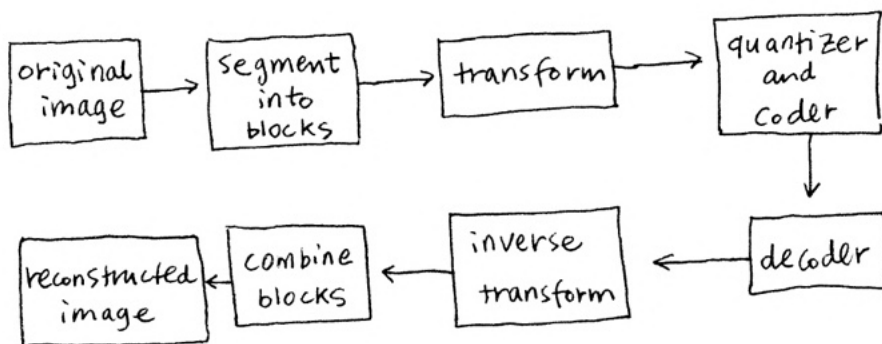 original
image
segment
into
blocks
transform
quantizer
and
coder
decoder
inverse
transform
combine
blocks
reconstructed
image